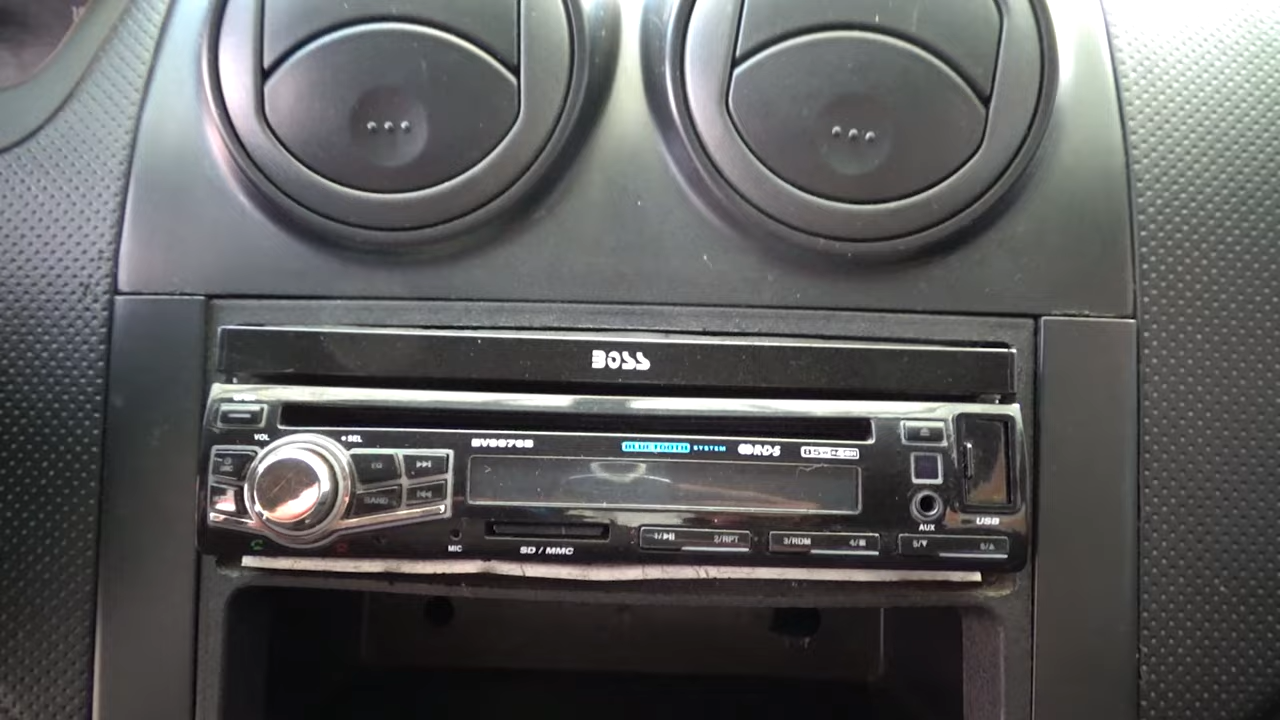 BOSS
VOL
SEL
BV9976B
BLUETOOTH SYSTEM
RDS
EQ
BAND
AUX
USB
MIC
SD / MMC
1/⏯
2/RPT
3/RDM
4/
5/▼
6/▲